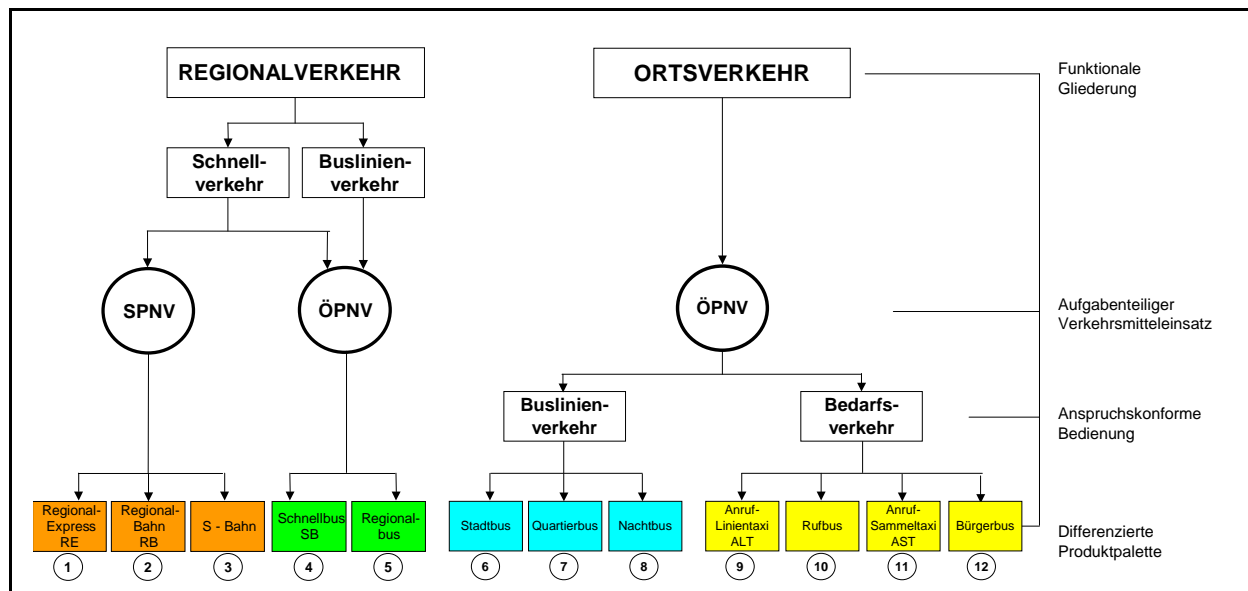 REGIONALVERKEHR
ORTSVERKEHR
Funktionale
Gliederung
Schnell-
verkehr
Buslinien-
verkehr
SPNV
ÖPNV
ÖPNV
Aufgabenteiliger
Verkehrsmitteleinsatz
Buslinien-
verkehr
Bedarfs-
verkehr
Anspruchskonforme
Bedienung
Regional-
Express
RE
Regional-
Bahn
RB
S - Bahn
Schnellbus
SB
Regional-
bus
Stadtbus
Quartierbus
Nachtbus
Anruf-
Linientaxi
ALT
Rufbus
Anruf-
Sammeltaxi
AST
Bürgerbus
Differenzierte
Produktpalette
1
2
3
4
5
6
7
8
9
10
11
12